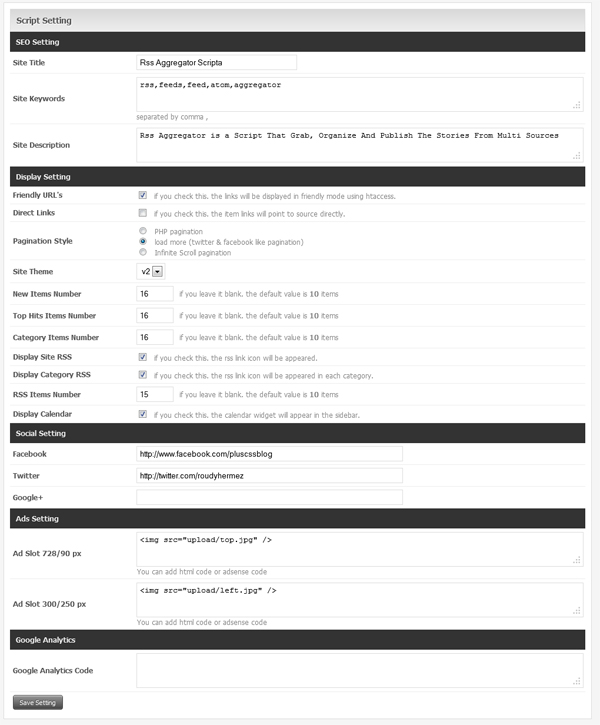 Script Setting
SEO Setting
Site Title Rss Aggregator Scripta
Site Keywords rss,feeds,feed,atom,aggregator
separated by comma ,
Site Description Rss Aggregator is a Script That Grab, Organize And Publish The Stories From Multi Sources
Display Setting
Friendly URL's if you check this. the links will be displayed in friendly mode using htaccess.
Direct Links if you check this. the item links will point to source directly.
Pagination Style PHP pagination
load more (twitter & facebook like pagination)
Infinite Scroll pagination
Site Theme v2
New Items Number 16 if you leave it blank. the default value is 10 items
Top Hits Items Number 16 if you leave it blank. the default value is 10 items
Category Items Number 16 if you leave it blank. the default value is 10 items
Display Site RSS if you check this. the rss link icon will be appeared.
Display Category RSS if you check this. the rss link icon will be appeared in each category.
RSS Items Number 15 if you leave it blank. the default value is 10 items
Display Calendar if you check this. the calendar widget will appear in the sidebar.
Social Setting
Facebook http://www.facebook.com/pluscssblog
Twitter http://twitter.com/roudyhermez
Google+
Ads Setting
Ad Slot 728/90 px <img src="upload/top.jpg" />
You can add html code or adsense code
Ad Slot 300/250 px <img src="upload/left.jpg" />
You can add html code or adsense code
Google Analytics
Google Analytics Code
Save Setting